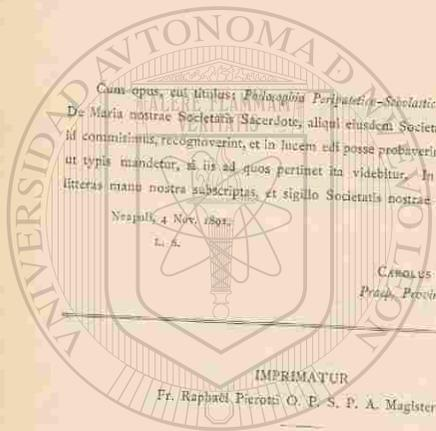 Cum opus, cui titulus: Philosophia Peripatetico-Scholastic
De Maria nostrae Societatis Sacerdote, aliqui eiusdem Societ
id commisimus, recognoverint, et in lucem edi posse probaverin
ut typis mandetur, si iis ad quos pertinet ita videbitur. In
litteras manu nostra subscriptas, et sigillo Societatis nostrae
Neapoli, 4 Nov. 1891.
L. S.
CAROLUS
Praep. Provin
IMPRIMATUR
Fr. Raphaël Pierotti O. P. S. P. A. Magister
UNIVERSIDAD AUTONOMA DE NUEVO LEON
ALERE FLAMMAM
VERITATIS